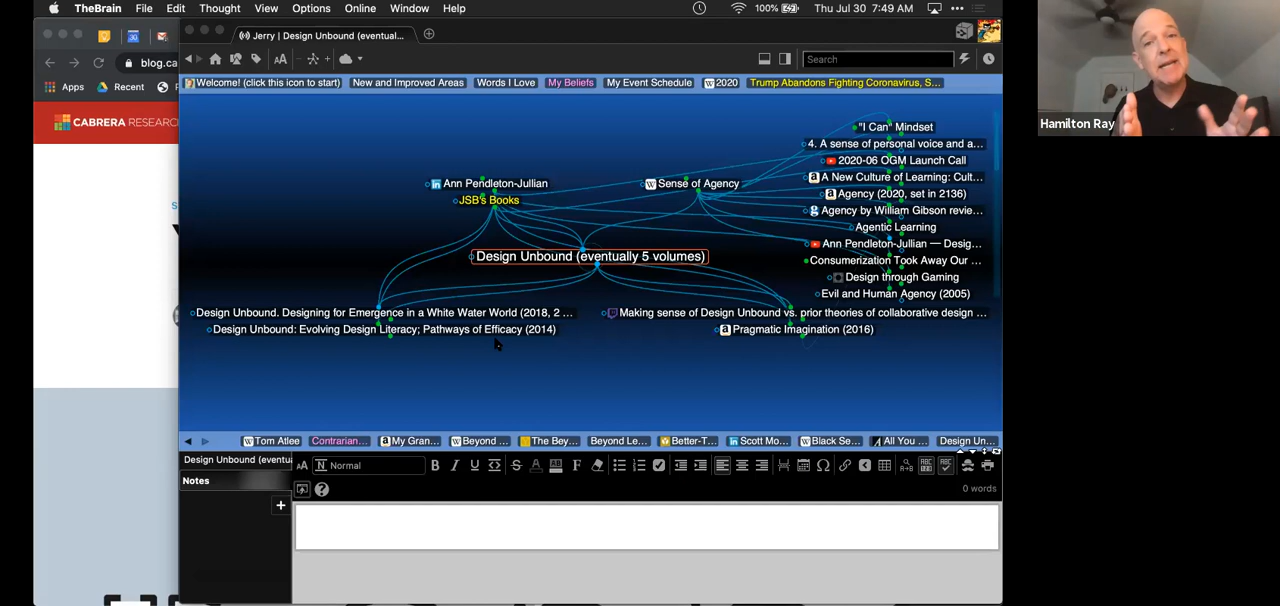 TheBrain File Edit Thought View Options Online Window Help 100% Thu Jul 30 7:49 AM
Jerry | Design Unbound (eventual...
blog.ca
Search
Apps Recent
Welcome! (click this icon to start) New and Improved Areas Words I Love My Beliefs My Event Schedule 2020 Trump Abandons Fighting Coronavirus, S...
CABRERA RESEARC
Hamilton Ray
"I Can" Mindset
4. A sense of personal voice and a...
2020-06 OGM Launch Call
A New Culture of Learning: Cult...
Ann Pendleton-Jullian
Sense of Agency
Agency (2020, set in 2136)
JSB's Books
Agency by William Gibson revie...
Agentic Learning
Ann Pendleton-Jullian — Desig...
Design Unbound (eventually 5 volumes)
Consumerization Took Away Our ...
Design through Gaming
Evil and Human Agency (2005)
Design Unbound. Designing for Emergence in a White Water World (2018, 2 ...
Making sense of Design Unbound vs. prior theories of collaborative design ...
Design Unbound: Evolving Design Literacy; Pathways of Efficacy (2014)
Pragmatic Imagination (2016)
Tom Atlee Contrarian... My Gran... Beyond ... The Bey... Beyond Le... Better-T... Scott Mo... Black Se... All You ... Design Un...
Design Unbound (eventu
Normal
Notes
0 words